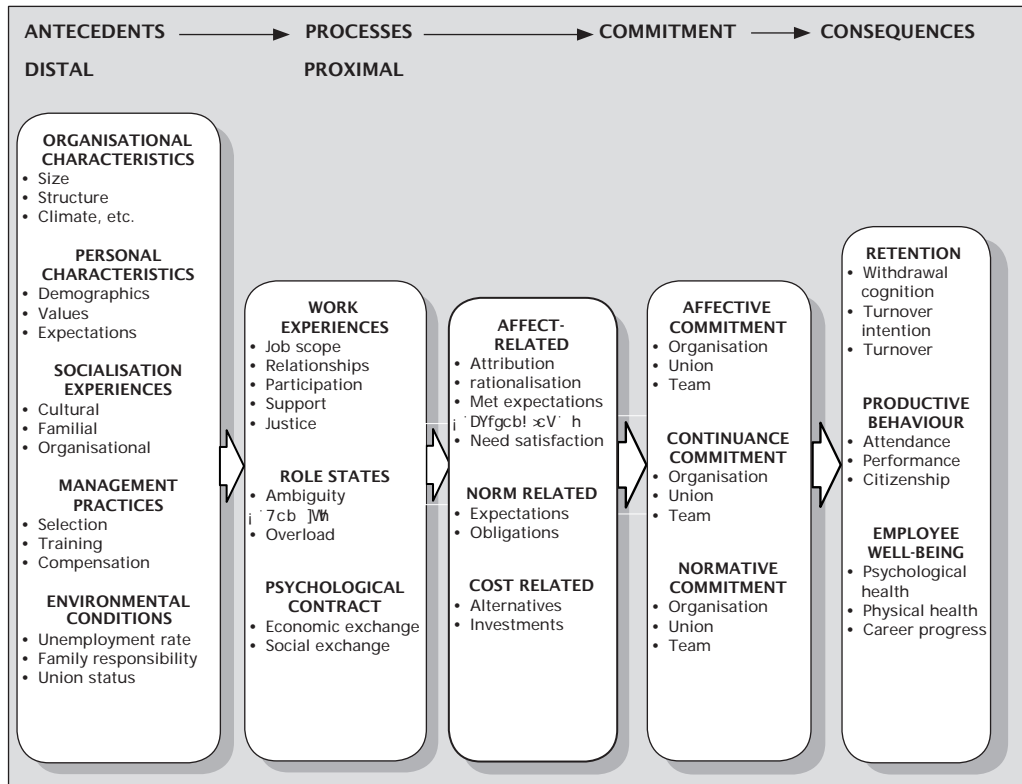 ANTECEDENTS PROCESSES COMMITMENT CONSEQUENCES
DISTAL PROXIMAL
ORGANISATIONAL
CHARACTERISTICS
• Size
• Structure
• Climate, etc.
PERSONAL
CHARACTERISTICS
• Demographics
• Values
• Expectations
SOCIALISATION
EXPERIENCES
• Cultural
• Familial
• Organisational
MANAGEMENT
PRACTICES
• Selection
• Training
• Compensation
ENVIRONMENTAL
CONDITIONS
• Unemployment rate
• Family responsibility
• Union status
WORK
EXPERIENCES
• Job scope
• Relationships
• Participation
• Support
• Justice
ROLE STATES
• Ambiguity
• Overload
PSYCHOLOGICAL
CONTRACT
• Economic exchange
• Social exchange
AFFECT-
RELATED
• Attribution
• rationalisation
• Met expectations
• Need satisfaction
NORM RELATED
• Expectations
• Obligations
COST RELATED
• Alternatives
• Investments
AFFECTIVE
COMMITMENT
• Organisation
• Union
• Team
CONTINUANCE
COMMITMENT
• Organisation
• Union
• Team
NORMATIVE
COMMITMENT
• Organisation
• Union
• Team
RETENTION
• Withdrawal
cognition
• Turnover
intention
• Turnover
PRODUCTIVE
BEHAVIOUR
• Attendance
• Performance
• Citizenship
EMPLOYEE
WELL-BEING
• Psychological
health
• Physical health
• Career progress